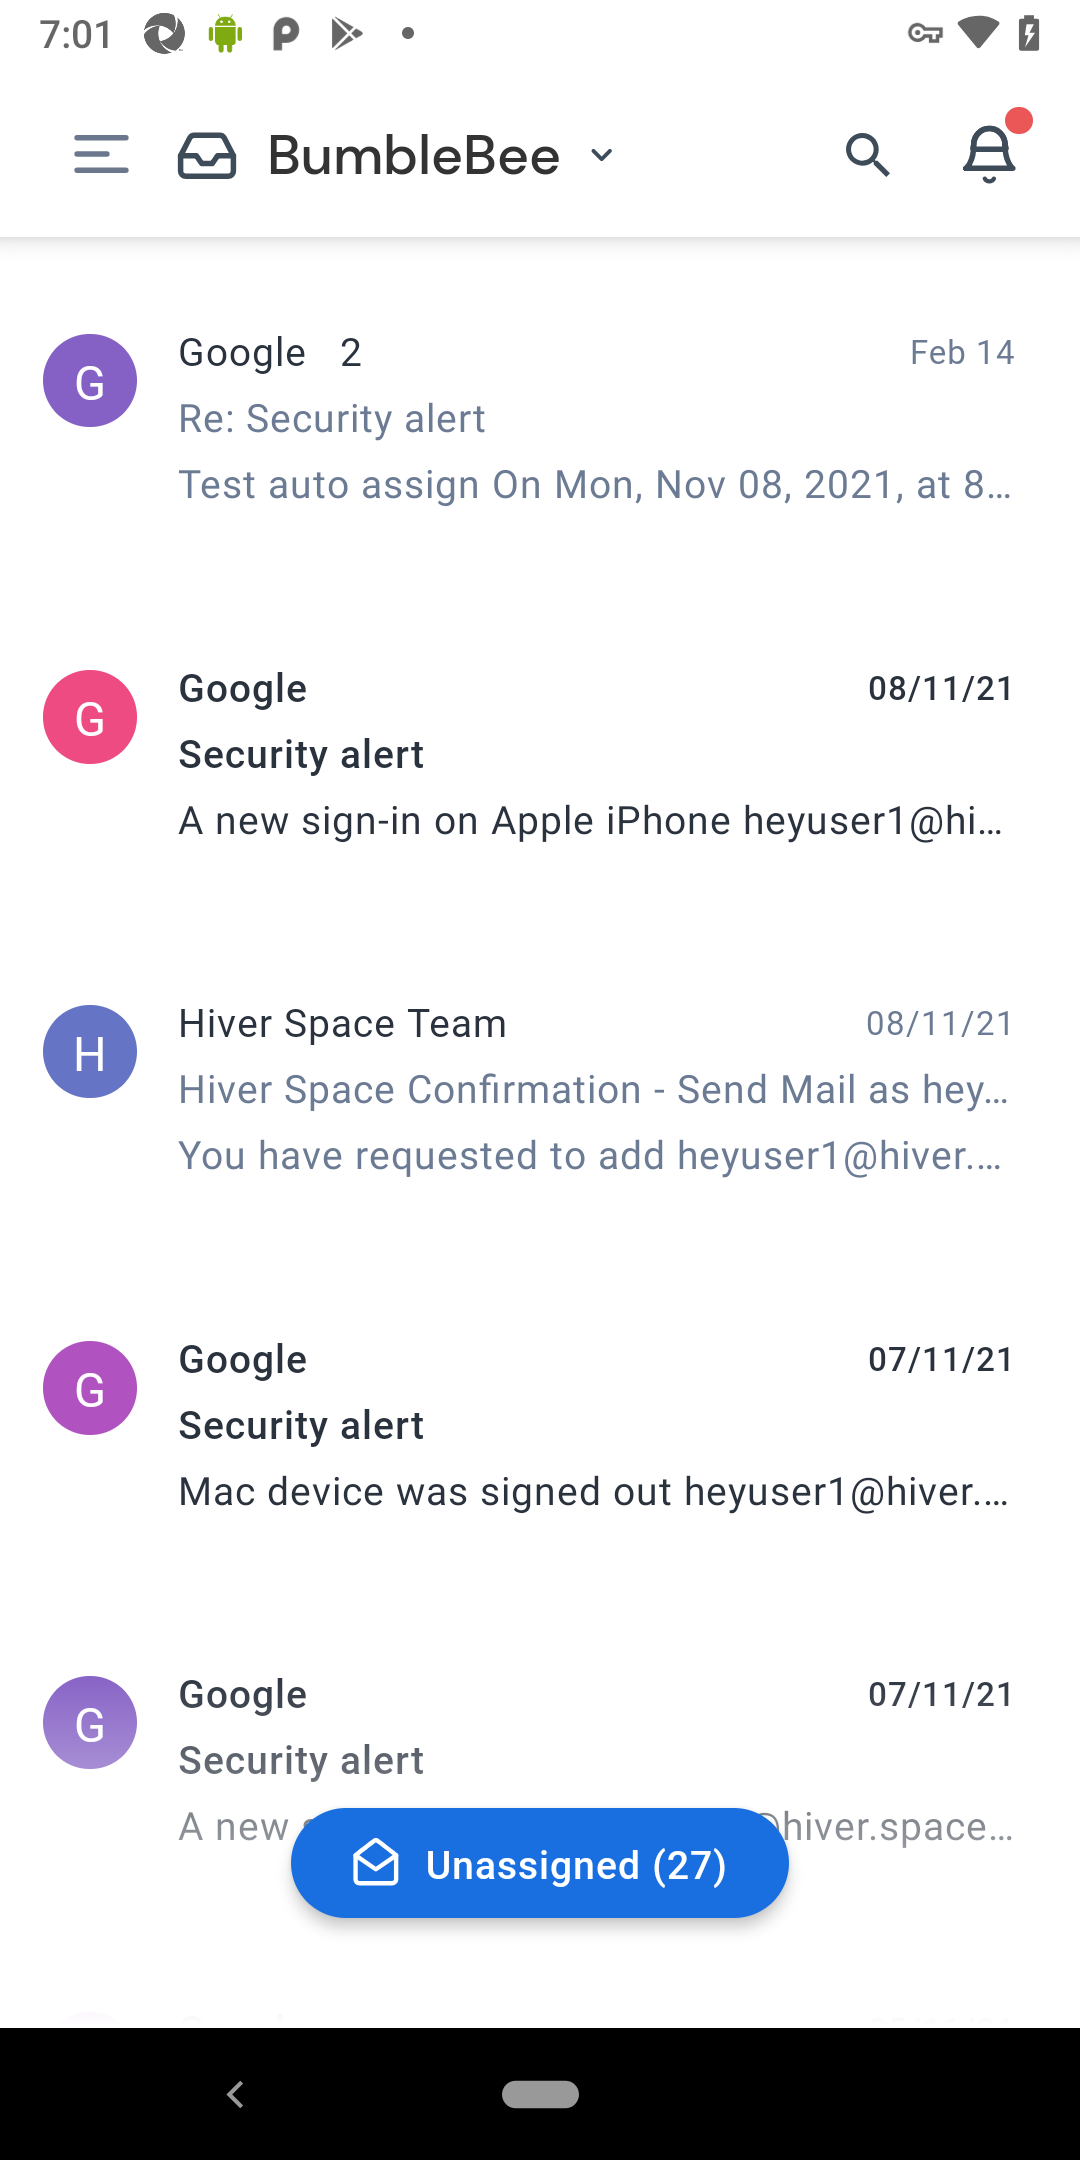 7:01
BumbleBee
G
Google 2
Feb 14
Re: Security alert
Test auto assign On Mon, Nov 08, 2021, at 8...
G
Google
08/11/21
Security alert
A new sign-in on Apple iPhone heyuser1@hi...
H
Hiver Space Team
08/11/21
Hiver Space Confirmation - Send Mail as hey...
You have requested to add heyuser1@hiver....
G
Google
07/11/21
Security alert
Mac device was signed out heyuser1@hiver....
G
Google
07/11/21
Security alert
A new @hiver.space...
Unassigned (27)